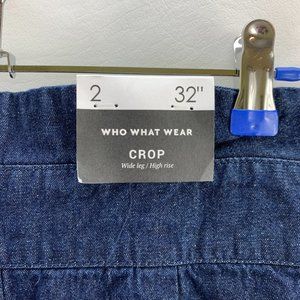 2 32"
WHO WHAT WEAR
CROP
Wide leg / High rise